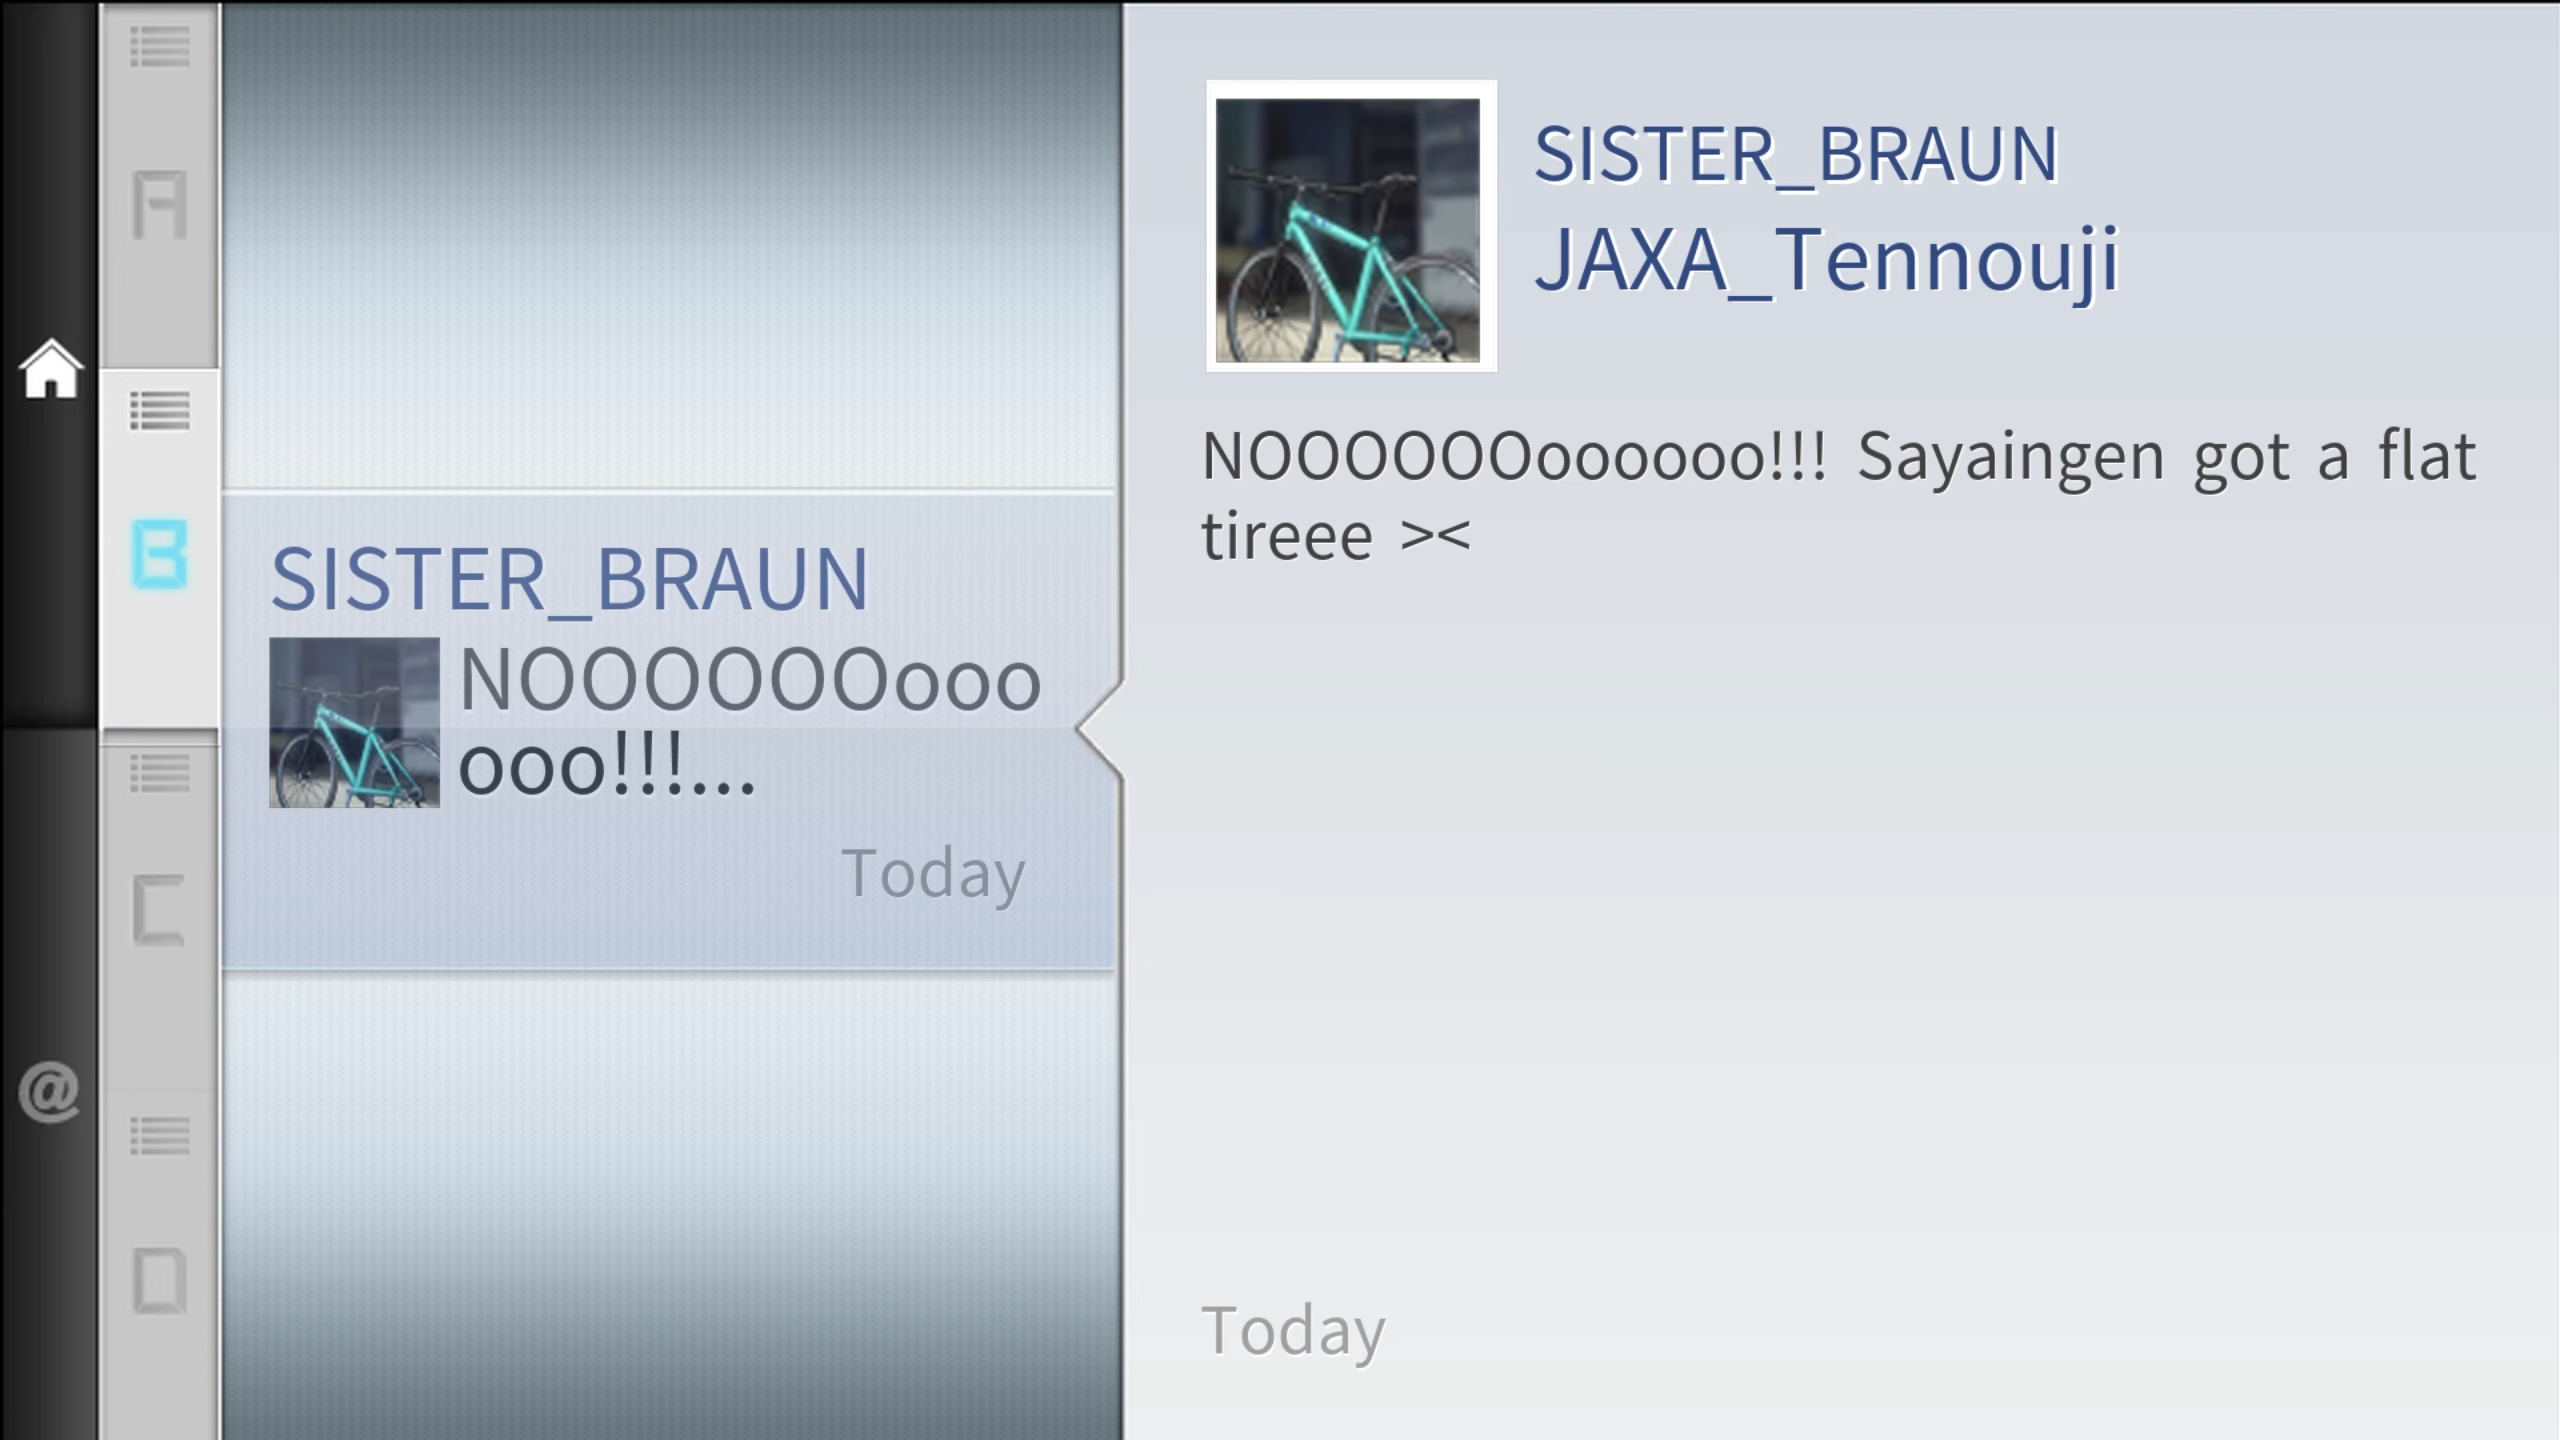 A
B
C
D
@
SISTER_BRAUN
NOOOOOOooo
ooo!!!...
Today
SISTER_BRAUN
JAXA_Tennouji
NOOOOOOoooooo!!! Sayaingen got a flat
tireee ><
Today